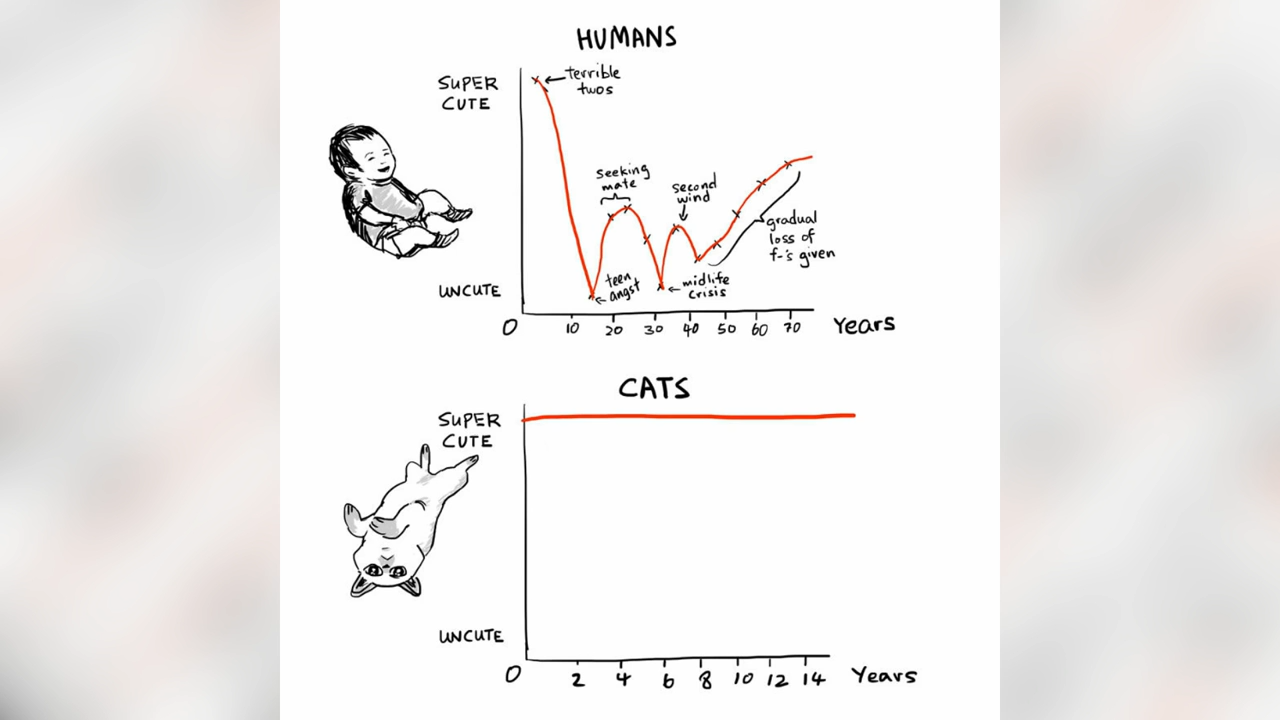 HUMANS
SUPER
CUTE
terrible
twos
seeking
mate
second
wind
gradual
loss of
f-'s given
teen
angst
midlife
crisis
UNCUTE
0 10 20 30 40 50 60 70 Years
CATS
SUPER
CUTE
UNCUTE
0 2 4 6 8 10 12 14 Years